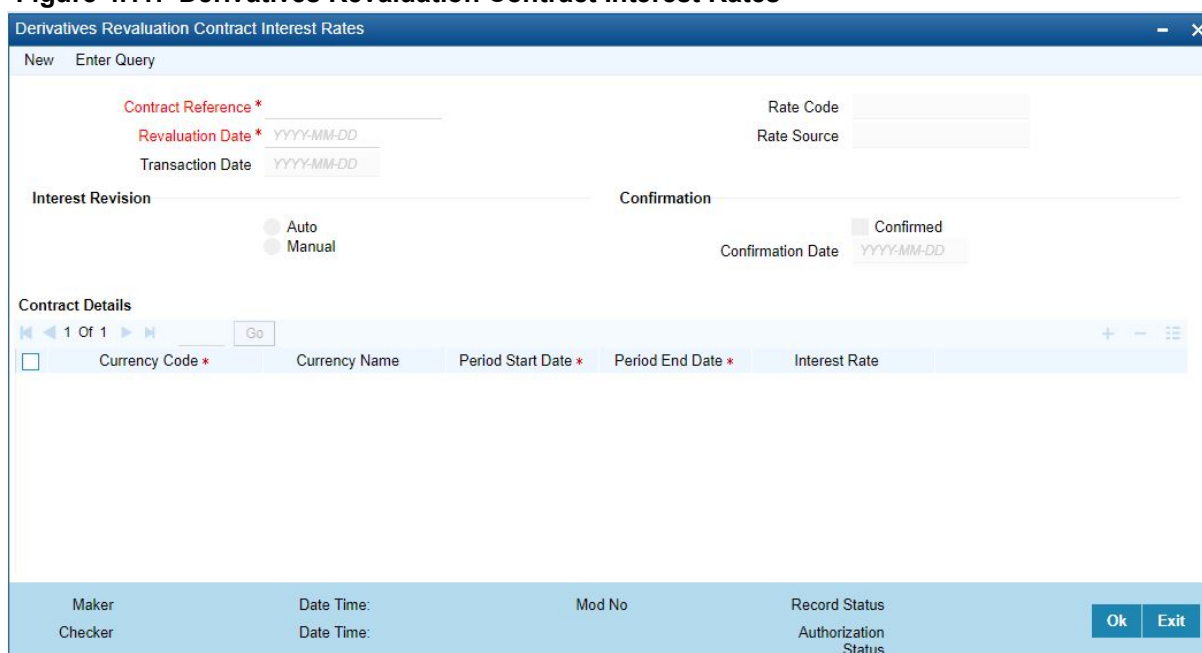 Derivatives Revaluation Contract Interest Rates
New Enter Query
Contract Reference *
Rate Code
Revaluation Date * YYYY-MM-DD
Rate Source
Transaction Date YYYY-MM-DD
Interest Revision
Confirmation
Auto
Confirmed
Manual
Confirmation Date YYYY-MM-DD
Contract Details
1 Of 1 Go
Currency Code * Currency Name Period Start Date * Period End Date * Interest Rate
Maker Date Time: Mod No Record Status
Checker Date Time: Authorization Status
Ok Exit